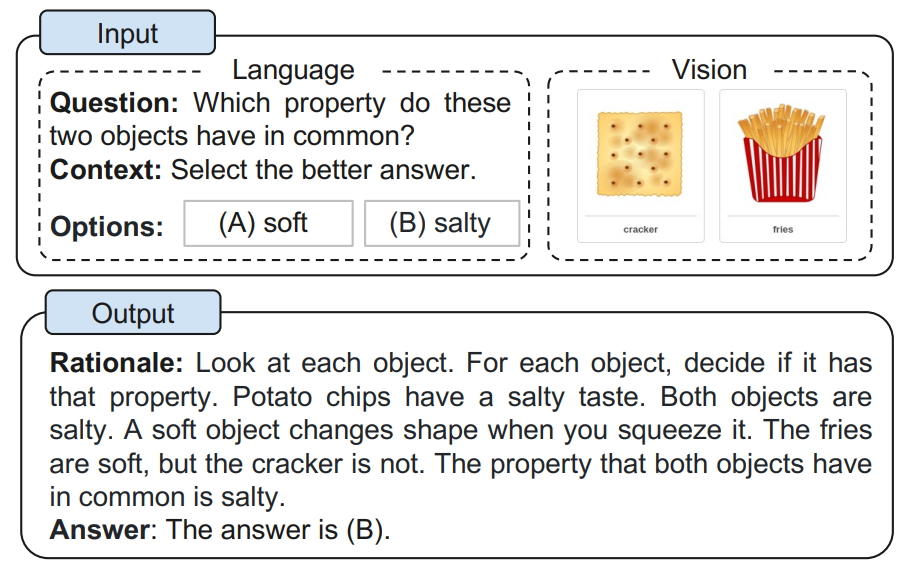 Input
Language
Question: Which property do these
two objects have in common?
Context: Select the better answer.
Options:
(A) soft
(B) salty
Vision
cracker
fries
Output
Rationale: Look at each object. For each object, decide if it has
that property. Potato chips have a salty taste. Both objects are
salty. A soft object changes shape when you squeeze it. The fries
are soft, but the cracker is not. The property that both objects have
in common is salty.
Answer: The answer is (B).